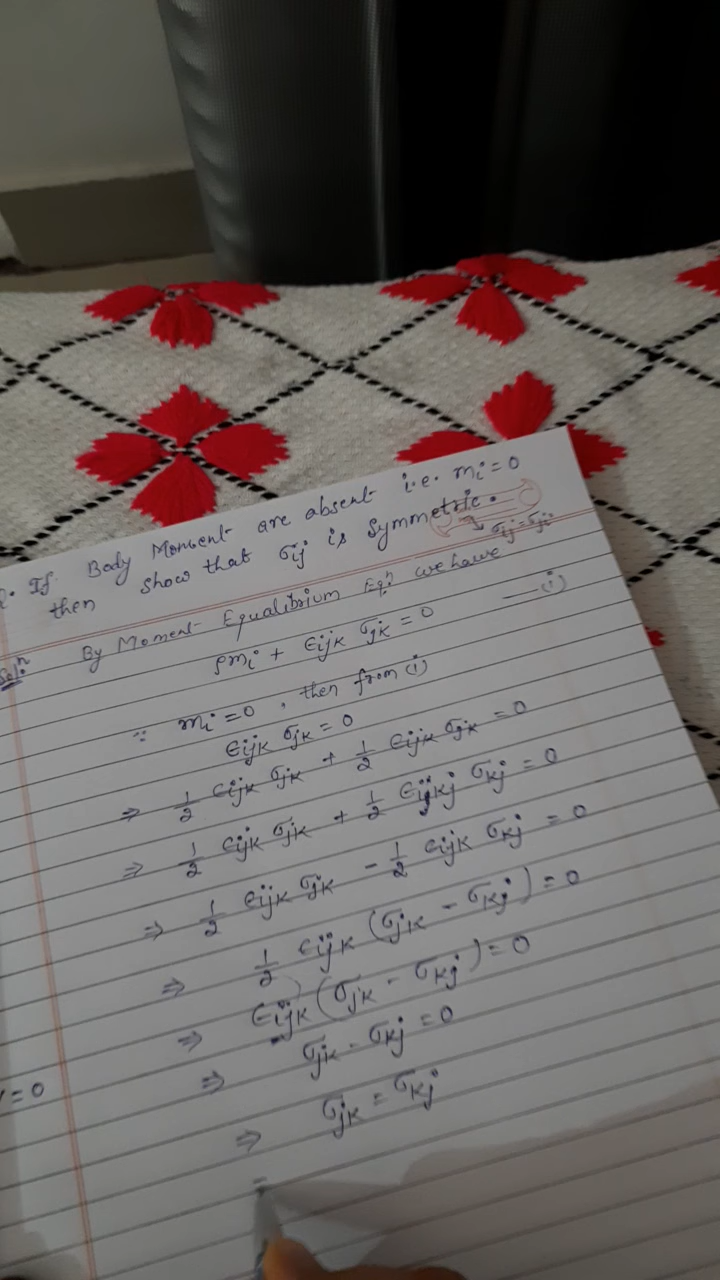 If Body Moment are absent i.e. mᵢ = 0
then show that σij is Symmetric.
σij = σji
Solⁿ By Moment Equalibrium Eqⁿ we have
ρmᵢ + ϵijk σjk = 0 —(i)
∵ mᵢ = 0, then from (i)
ϵijk σjk = 0
⇒ 1/2 ϵijk σjk + 1/2 ϵijk σjk = 0
⇒ 1/2 ϵijk σjk + 1/2 ϵikj σkj = 0
⇒ 1/2 ϵijk σjk - 1/2 ϵijk σkj = 0
⇒ 1/2 ϵijk (σjk - σkj) = 0
⇒ ϵijk (σjk - σkj) = 0
⇒ σjk - σkj = 0
= 0
⇒ σjk = σkj